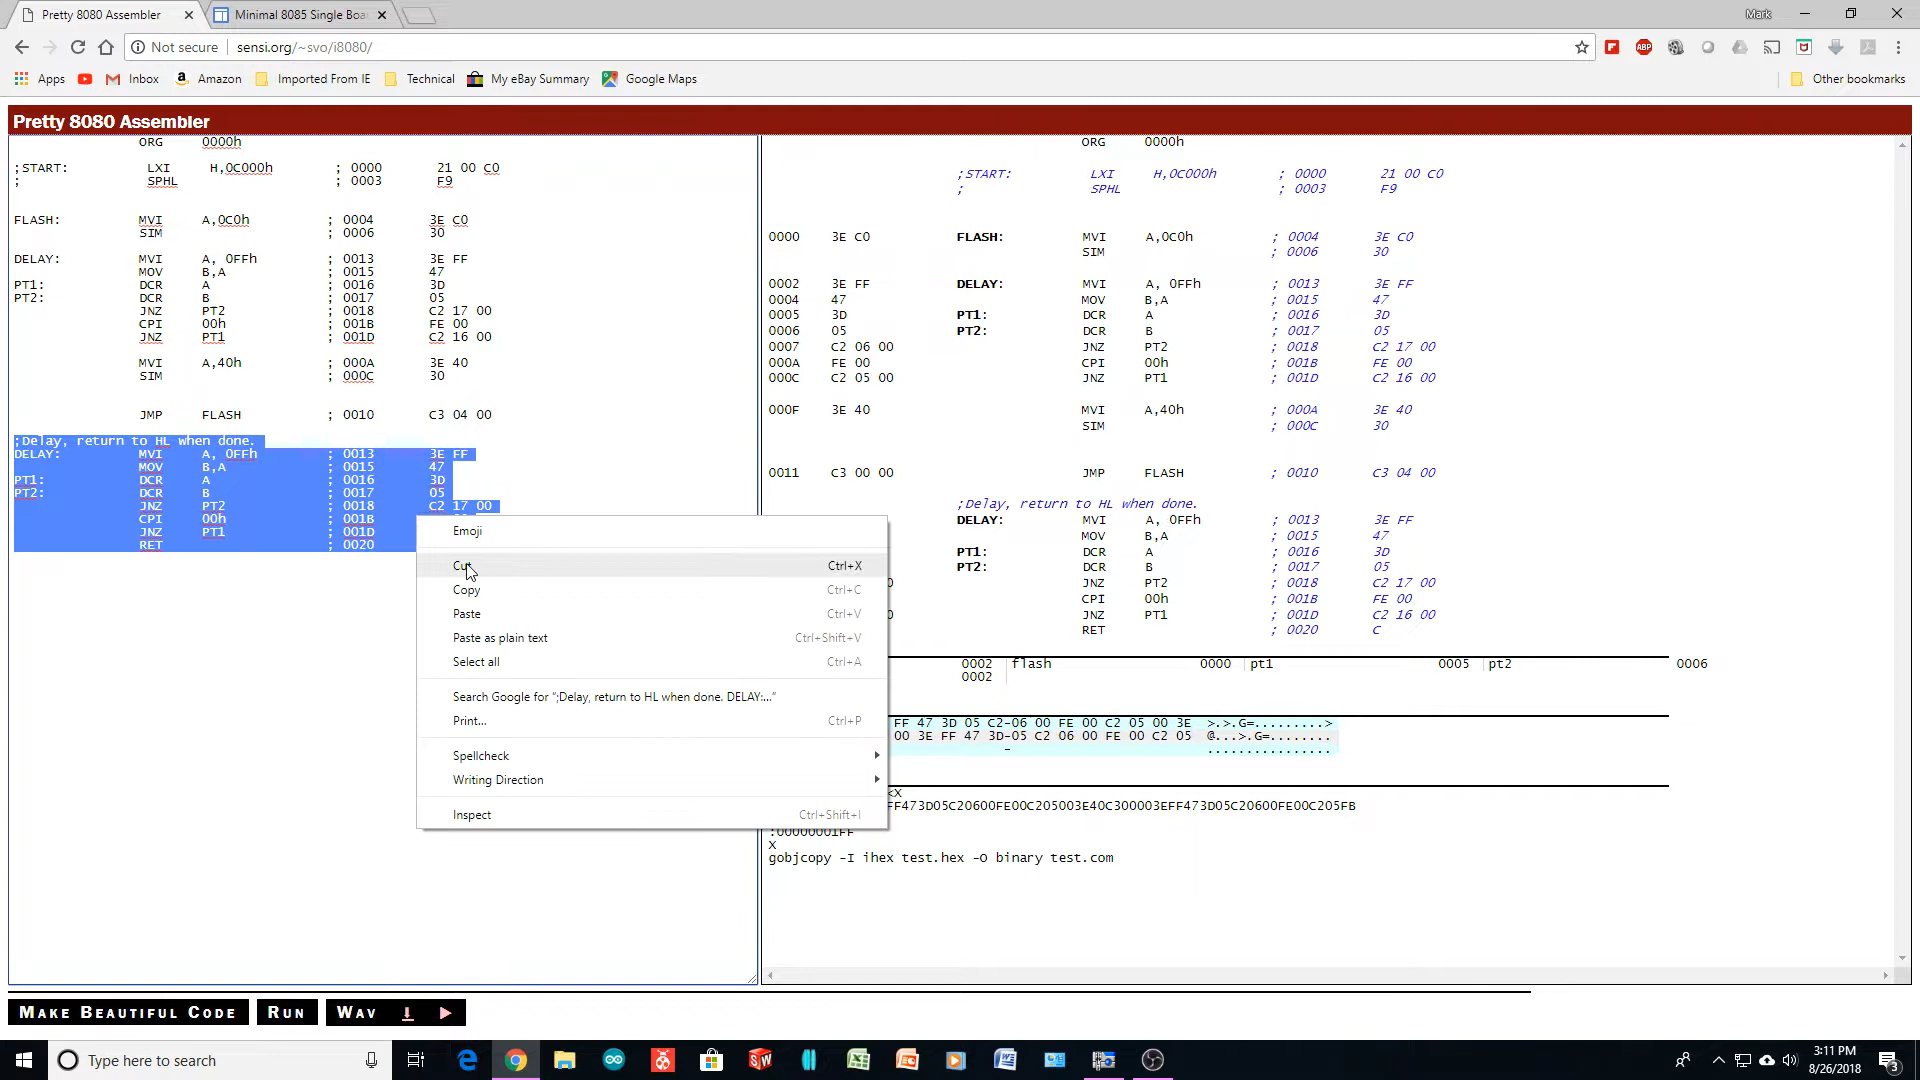 Pretty 8080 Assembler
Minimal 8085 Single Boa
Mark
Not secure
sensi.org/~svo/i8080/
Apps
Inbox
Amazon
Imported From IE
Technical
My eBay Summary
Google Maps
Other bookmarks
Pretty 8080 Assembler
ORG 0000h
;START: LXI H,0C000h ; 0000 21 00 C0
; SPHL ; 0003 F9
FLASH: MVI A,0C0h ; 0004 3E C0
SIM ; 0006 30
DELAY: MVI A, 0FFh ; 0013 3E FF
MOV B,A ; 0015 47
PT1: DCR A ; 0016 3D
PT2: DCR B ; 0017 05
JNZ PT2 ; 0018 C2 17 00
CPI 00h ; 001B FE 00
JNZ PT1 ; 001D C2 16 00
MVI A,40h ; 000A 3E 40
SIM ; 000C 30
JMP FLASH ; 0010 C3 04 00
;Delay, return to HL when done.
DELAY: MVI A, 0FFh ; 0013 3E FF
MOV B,A ; 0015 47
PT1: DCR A ; 0016 3D
PT2: DCR B ; 0017 05
JNZ PT2 ; 0018 C2 17 00
CPI 00h ; 001B
JNZ PT1 ; 001D
RET ; 0020
Emoji
Cut Ctrl+X
Copy Ctrl+C
Paste Ctrl+V
Paste as plain text Ctrl+Shift+V
Select all Ctrl+A
Search Google for ";Delay, return to HL when done. DELAY:..."
Print... Ctrl+P
Spellcheck
Writing Direction
Inspect Ctrl+Shift+I
ORG 0000h
;START: LXI H,0C000h ; 0000 21 00 C0
; SPHL ; 0003 F9
0000 3E C0 FLASH: MVI A,0C0h ; 0004 3E C0
SIM ; 0006 30
0002 3E FF DELAY: MVI A, 0FFh ; 0013 3E FF
0004 47 MOV B,A ; 0015 47
0005 3D PT1: DCR A ; 0016 3D
0006 05 PT2: DCR B ; 0017 05
0007 C2 06 00 JNZ PT2 ; 0018 C2 17 00
000A FE 00 CPI 00h ; 001B FE 00
000C C2 05 00 JNZ PT1 ; 001D C2 16 00
000F 3E 40 MVI A,40h ; 000A 3E 40
SIM ; 000C 30
0011 C3 00 00 JMP FLASH ; 0010 C3 04 00
;Delay, return to HL when done.
DELAY: MVI A, 0FFh ; 0013 3E FF
MOV B,A ; 0015 47
PT1: DCR A ; 0016 3D
PT2: DCR B ; 0017 05
0 JNZ PT2 ; 0018 C2 17 00
CPI 00h ; 001B FE 00
0 JNZ PT1 ; 001D C2 16 00
RET ; 0020 C
0002 flash 0000 pt1 0005 pt2 0006
0002
FF 47 3D 05 C2-06 00 FE 00 C2 05 00 3E >.>.G=.........>
00 3E FF 47 3D-05 C2 06 00 FE 00 C2 05 @...>.G=........
- ................
<X
FF473D05C20600FE00C205003E40C300003EFF473D05C20600FE00C205FB
:00000001FF
X
gobjcopy -I ihex test.hex -O binary test.com
MAKE BEAUTIFUL CODE
RUN
WAV
Type here to search
3:11 PM
8/26/2018
3